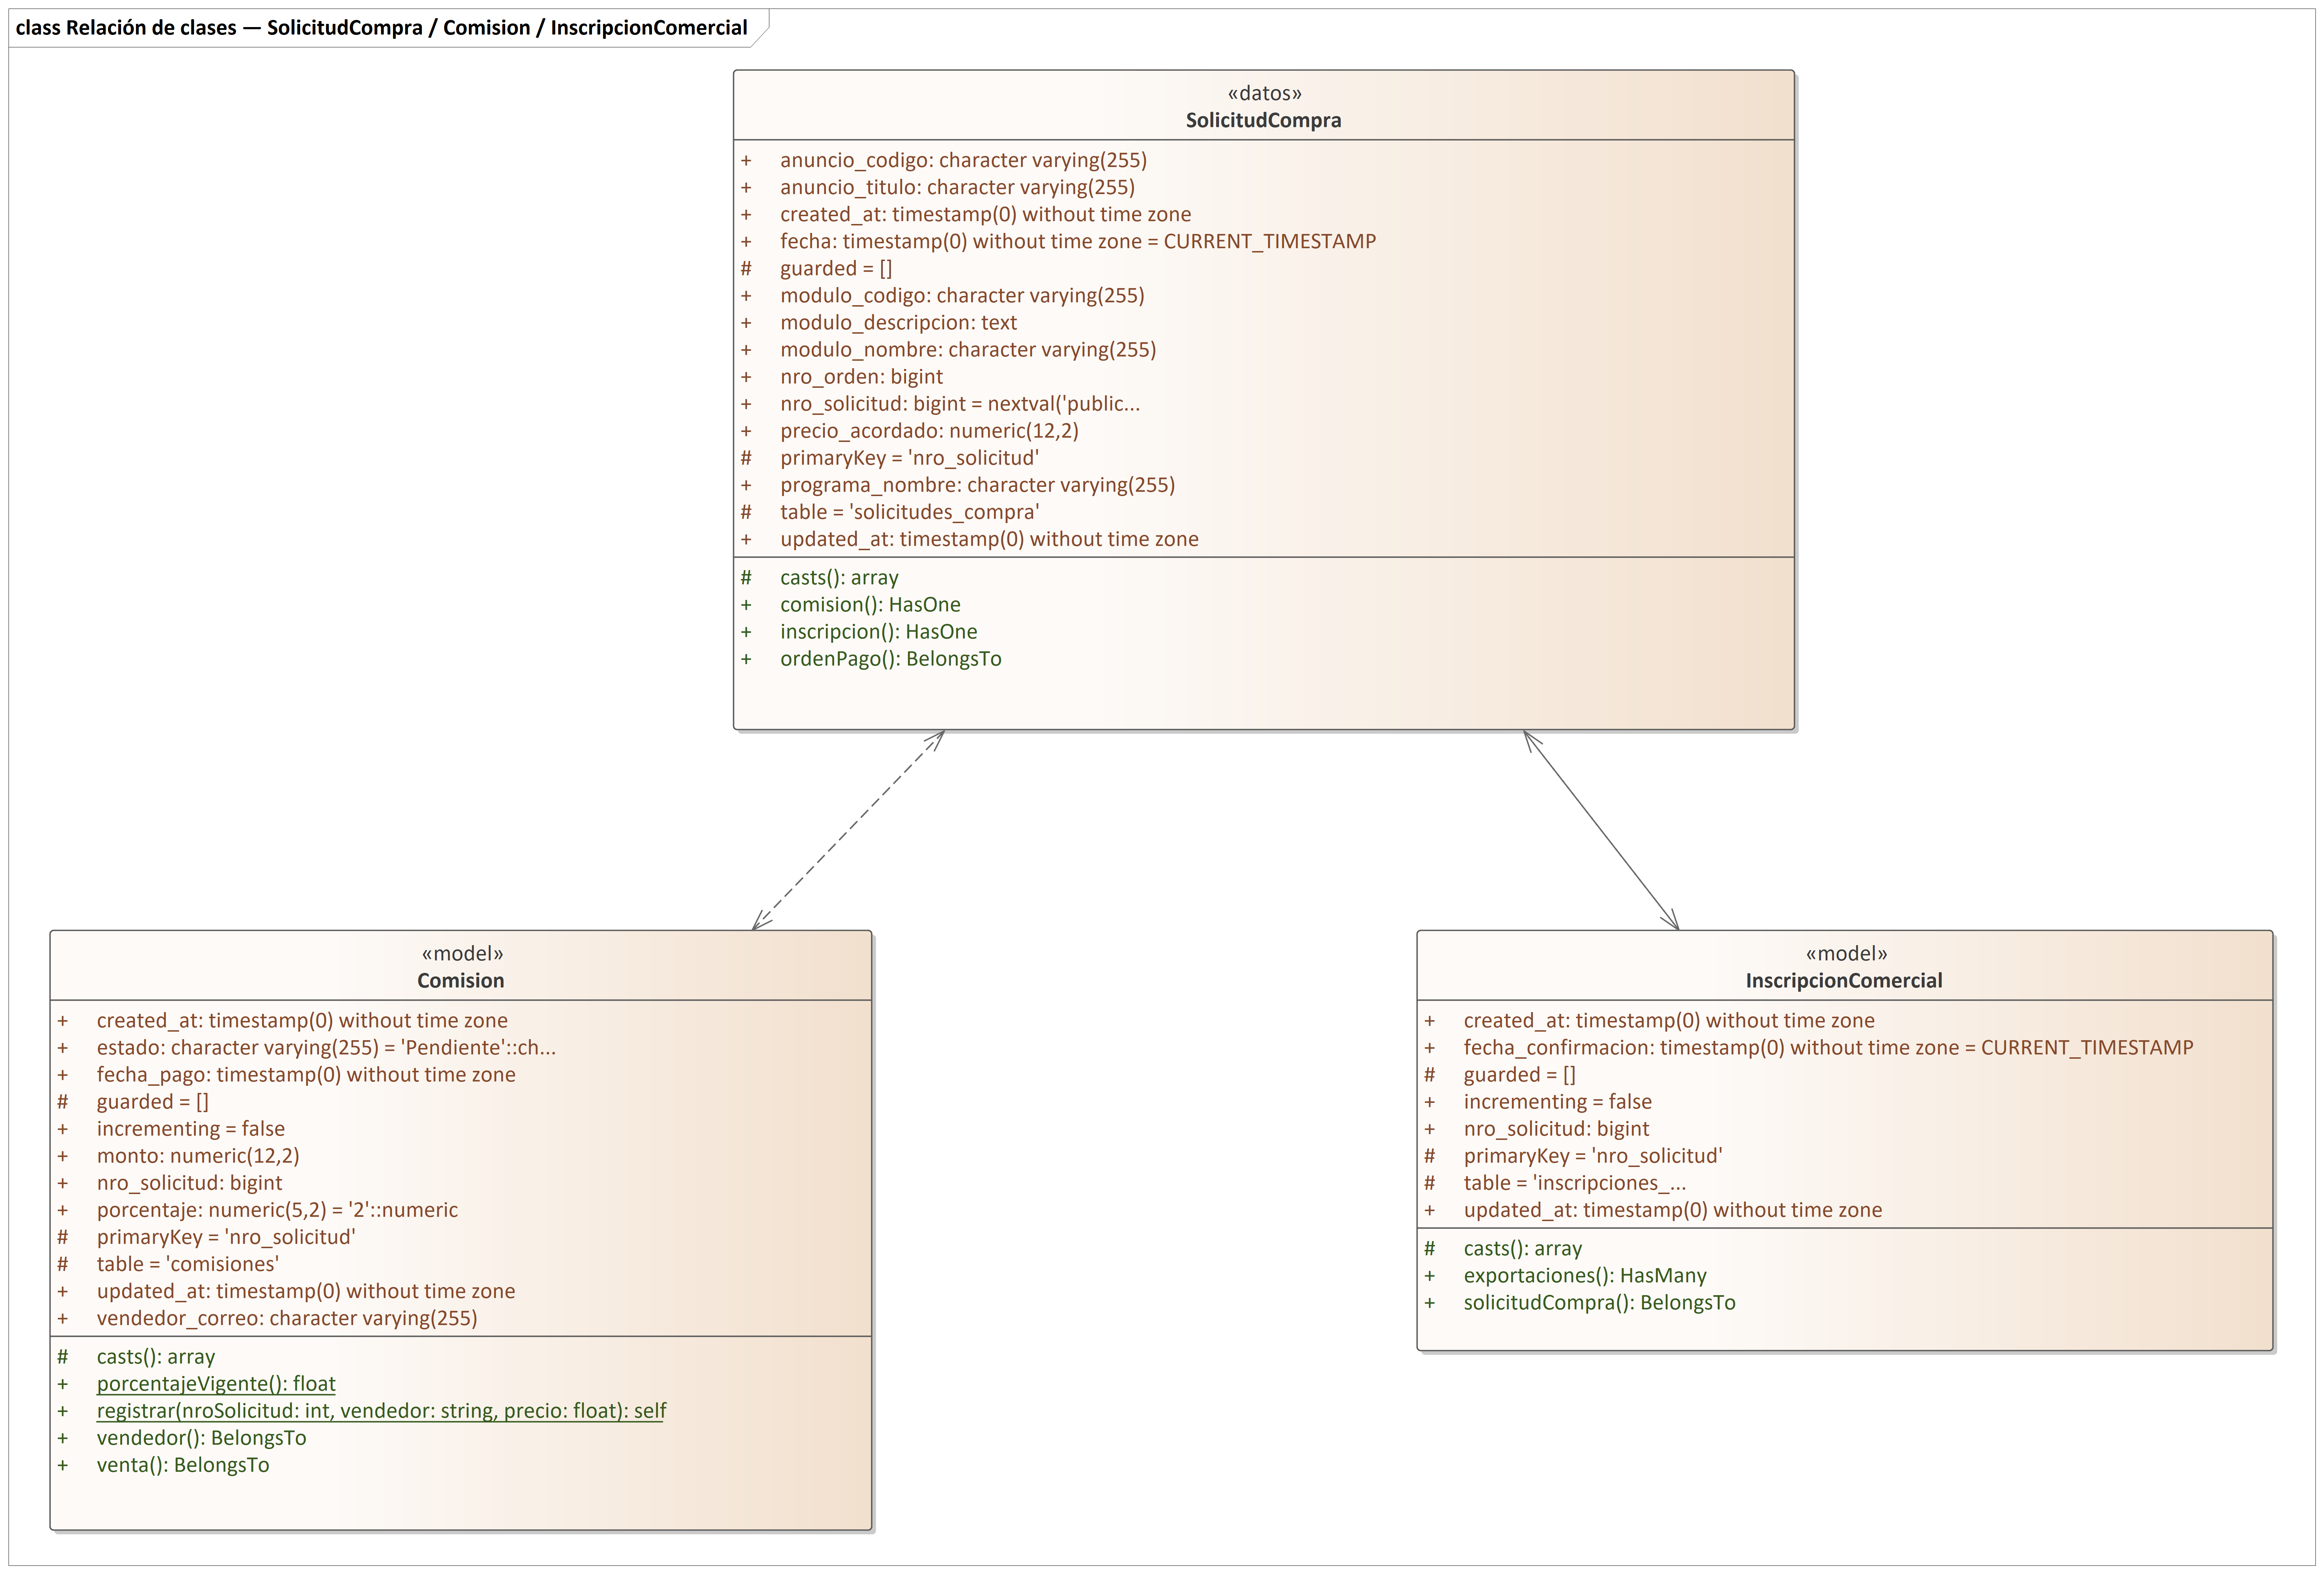 class Relación de clases — SolicitudCompra / Comision / InscripcionComercial
«datos»
SolicitudCompra
+ anuncio_codigo: character varying(255)
+ anuncio_titulo: character varying(255)
+ created_at: timestamp(0) without time zone
+ fecha: timestamp(0) without time zone = CURRENT_TIMESTAMP
# guarded = []
+ modulo_codigo: character varying(255)
+ modulo_descripcion: text
+ modulo_nombre: character varying(255)
+ nro_orden: bigint
+ nro_solicitud: bigint = nextval('public...
+ precio_acordado: numeric(12,2)
# primaryKey = 'nro_solicitud'
+ programa_nombre: character varying(255)
# table = 'solicitudes_compra'
+ updated_at: timestamp(0) without time zone
# casts(): array
+ comision(): HasOne
+ inscripcion(): HasOne
+ ordenPago(): BelongsTo
«model»
Comision
+ created_at: timestamp(0) without time zone
+ estado: character varying(255) = 'Pendiente'::ch...
+ fecha_pago: timestamp(0) without time zone
# guarded = []
+ incrementing = false
+ monto: numeric(12,2)
+ nro_solicitud: bigint
+ porcentaje: numeric(5,2) = '2'::numeric
# primaryKey = 'nro_solicitud'
# table = 'comisiones'
+ updated_at: timestamp(0) without time zone
+ vendedor_correo: character varying(255)
# casts(): array
+ porcentajeVigente(): float
+ registrar(nroSolicitud: int, vendedor: string, precio: float): self
+ vendedor(): BelongsTo
+ venta(): BelongsTo
«model»
InscripcionComercial
+ created_at: timestamp(0) without time zone
+ fecha_confirmacion: timestamp(0) without time zone = CURRENT_TIMESTAMP
# guarded = []
+ incrementing = false
+ nro_solicitud: bigint
# primaryKey = 'nro_solicitud'
# table = 'inscripciones_...
+ updated_at: timestamp(0) without time zone
# casts(): array
+ exportaciones(): HasMany
+ solicitudCompra(): BelongsTo